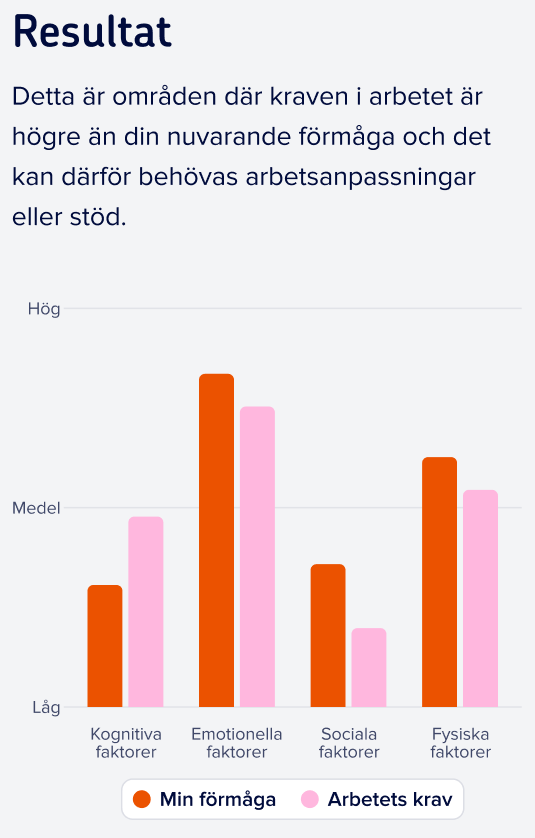 Resultat
Detta är områden där kraven i arbetet är
högre än din nuvarande förmåga och det
kan därför behövas arbetsanpassningar
eller stöd.
Hög
Medel
Låg
Kognitiva faktorer
Emotionella faktorer
Sociala faktorer
Fysiska faktorer
Min förmåga
Arbetets krav